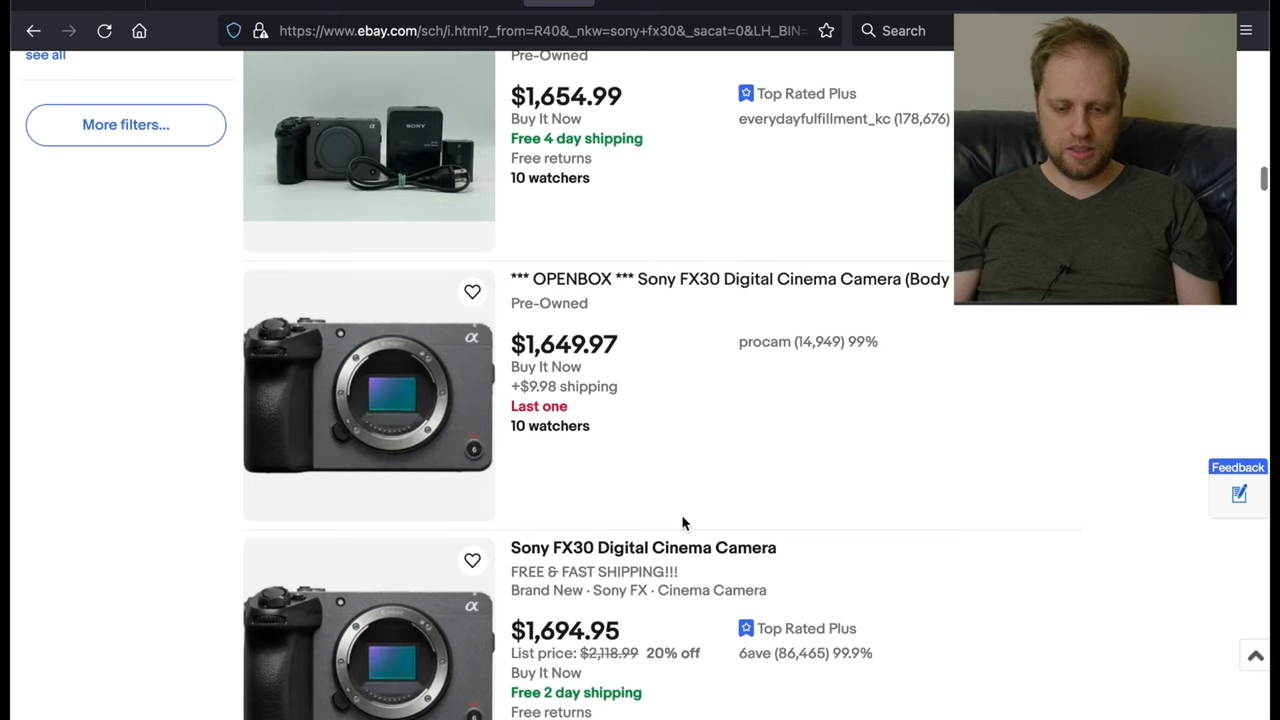 https://www.ebay.com/sch/i.html?_from=R40&_nkw=sony+fx30&_sacat=0&LH_BIN=
Search
see all
More filters...
Pre-Owned
$1,654.99
Top Rated Plus
Buy It Now
everydayfulfillment_kc (178,676)
Free 4 day shipping
Free returns
10 watchers
SONY
α
*** OPENBOX *** Sony FX30 Digital Cinema Camera (Body
Pre-Owned
$1,649.97
procam (14,949) 99%
Buy It Now
+$9.98 shipping
Last one
10 watchers
α
6
Feedback
Sony FX30 Digital Cinema Camera
FREE & FAST SHIPPING!!!
Brand New · Sony FX · Cinema Camera
$1,694.95
Top Rated Plus
List price: $2,118.99 20% off
6ave (86,465) 99.9%
Buy It Now
Free 2 day shipping
Free returns
α